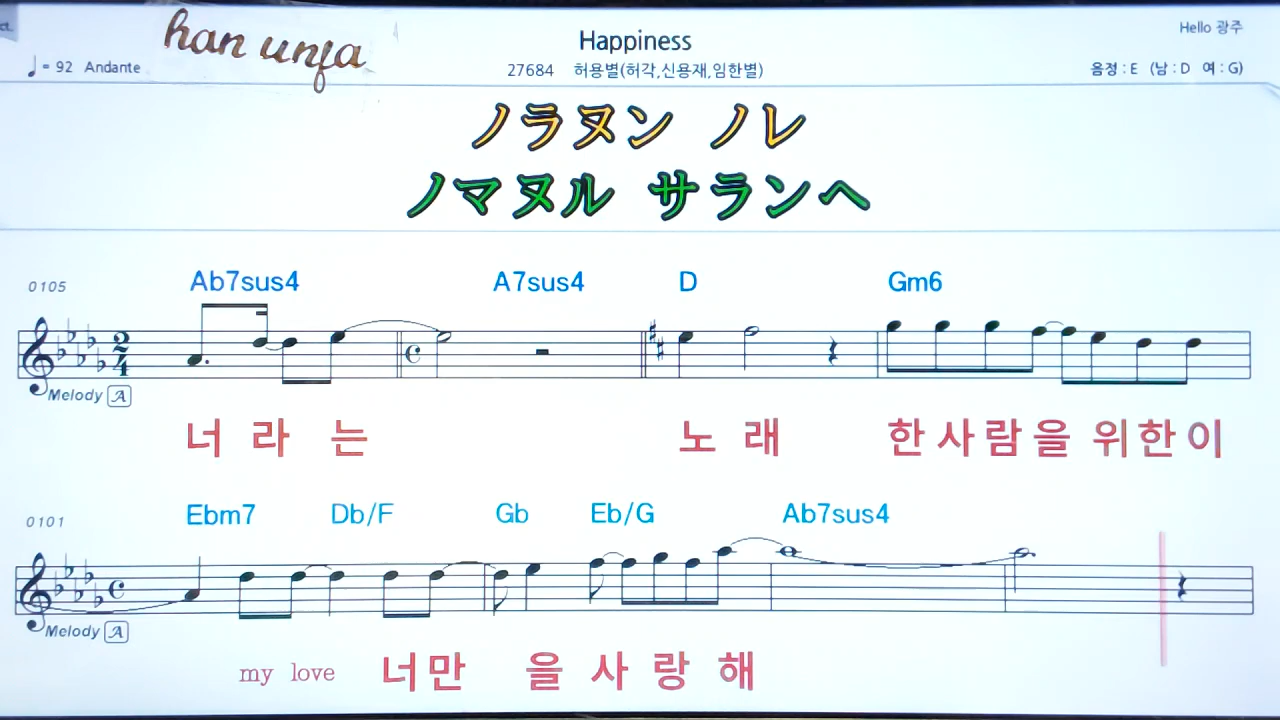 ct.
han unfa
Happiness
Hello 광주
♩= 92 Andante
27684 허용별(허각,신용재,임한별)
음정 : E (남 : D 여 : G)
ノラヌン ノレ
ノマヌル サランヘ
0105 Ab7sus4 A7sus4 D Gm6
Melody A
너 라 는 노 래 한 사 람 을 위 한 이
0101 Ebm7 Db/F Gb Eb/G Ab7sus4
Melody A
my love 너 만 을 사 랑 해